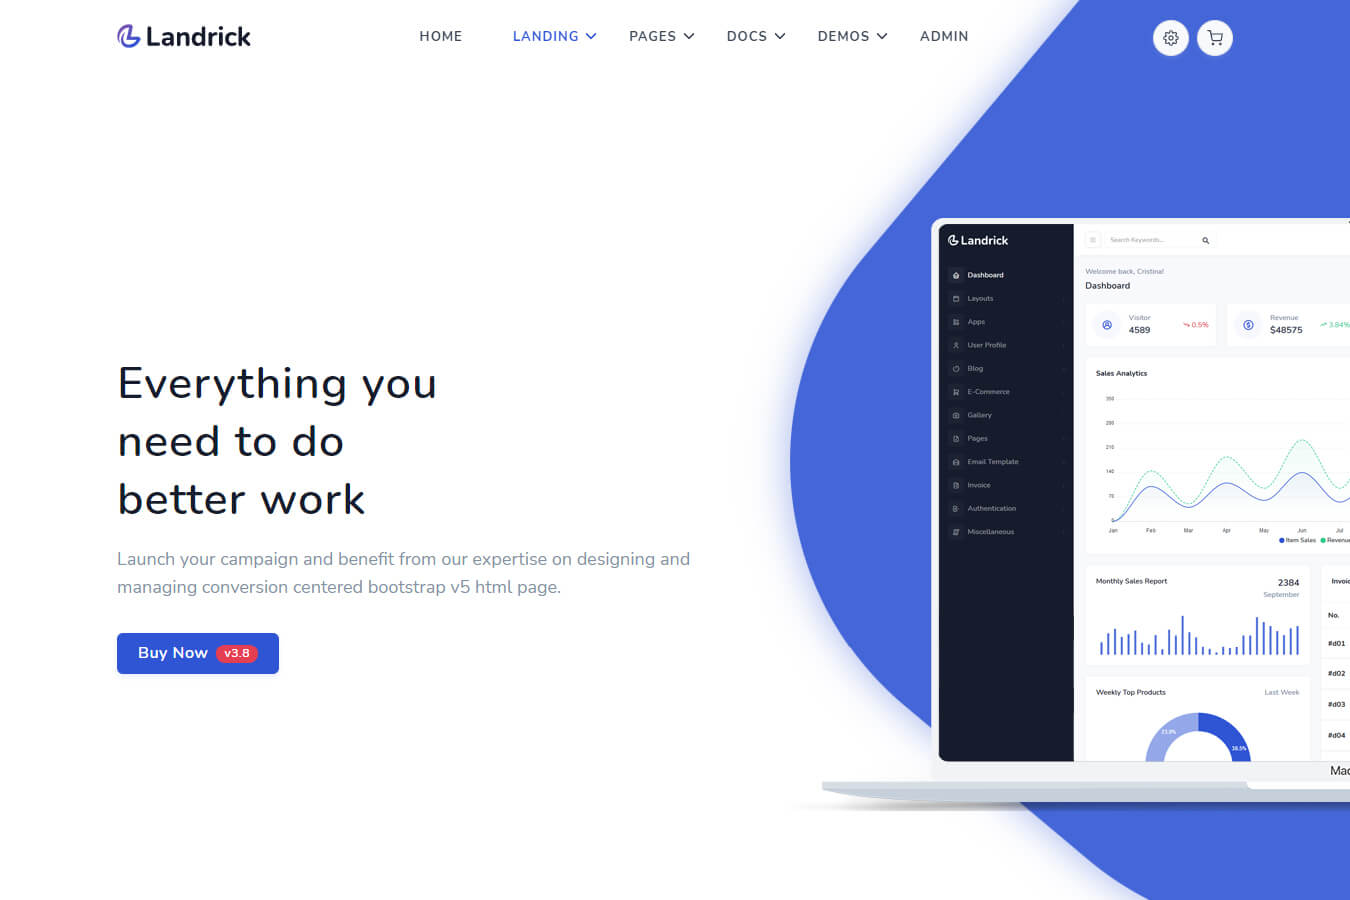 Landrick
HOME
LANDING
PAGES
DOCS
DEMOS
ADMIN
Everything you
need to do
better work
Launch your campaign and benefit from our expertise on designing and
managing conversion centered bootstrap v5 html page.
Buy Now v3.8
Landrick
Dashboard
Layouts
Apps
User Profile
Blog
E-Commerce
Gallery
Pages
Email Template
Invoice
Authentication
Miscellaneous
Search Keywords...
Welcome back, Cristina!
Dashboard
Visitor
4589
0.5%
Revenue
$48575
3.84%
Sales Analytics
350
280
210
140
70
0
Jan Feb Mar Apr May Jun Jul
Item Sales Revenue
Monthly Sales Report
2384
September
Invoic
No.
#d01
#d02
#d03
#d04
Weekly Top Products
Last Week
Mac